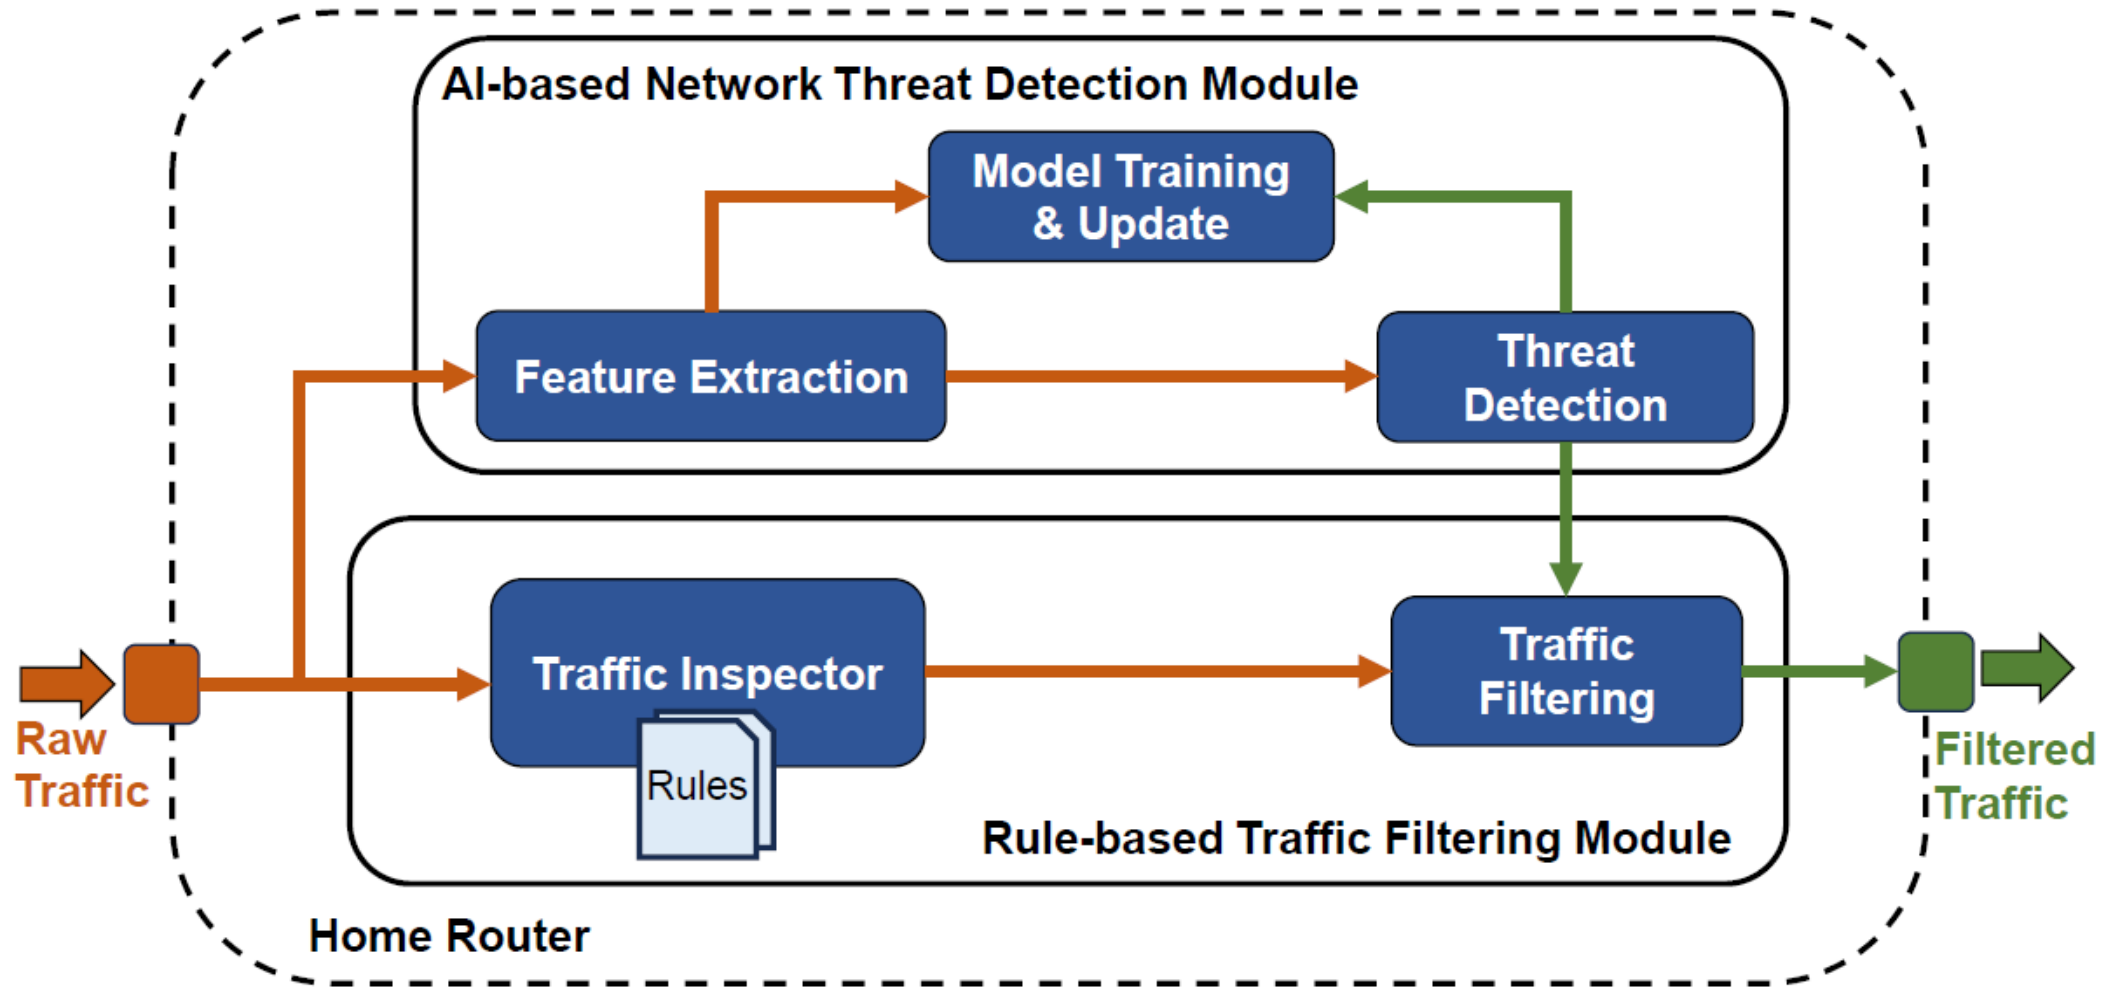 AI-based Network Threat Detection Module
Model Training
& Update
Feature Extraction
Threat
Detection
Traffic Inspector
Rules
Traffic
Filtering
Raw
Traffic
Filtered
Traffic
Rule-based Traffic Filtering Module
Home Router